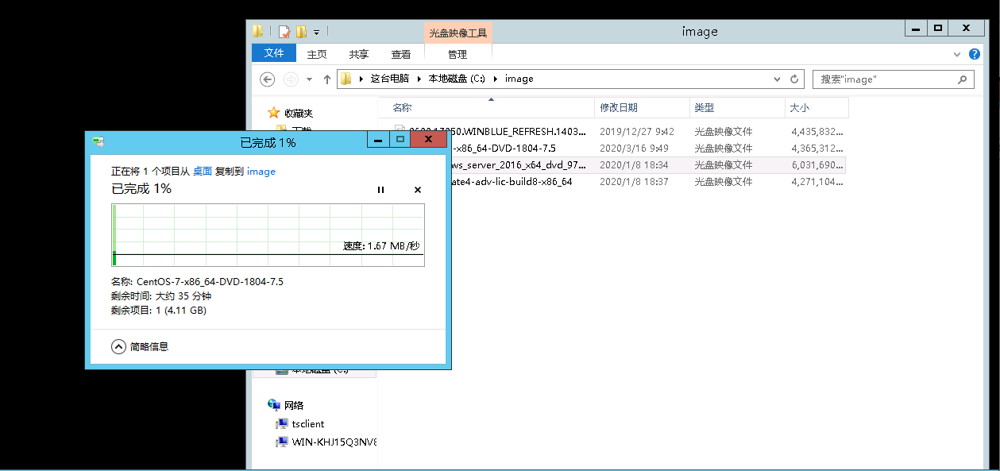 光盘映像工具
image
文件 主页 共享 查看 管理
这台电脑 本地磁盘 (C:) image
搜索"image"
收藏夹
名称 修改日期 类型 大小
9600.17050.WINBLUE_REFRESH.1403... 2019/12/27 9:42 光盘映像文件 4,435,832...
-x86_64-DVD-1804-7.5 2020/3/16 9:49 光盘映像文件 4,365,312...
ws_server_2016_x64_dvd_97... 2020/1/8 18:34 光盘映像文件 6,031,690...
ate4-adv-lic-build8-x86_64 2020/1/8 18:37 光盘映像文件 4,271,104...
已完成 1%
正在将 1 个项目从 桌面 复制到 image
已完成 1%
速度: 1.67 MB/秒
名称: CentOS-7-x86_64-DVD-1804-7.5
剩余时间: 大约 35 分钟
剩余项目: 1 (4.11 GB)
简略信息
本地磁盘 (C:)
网络
tsclient
WIN-KHJ15Q3NV8